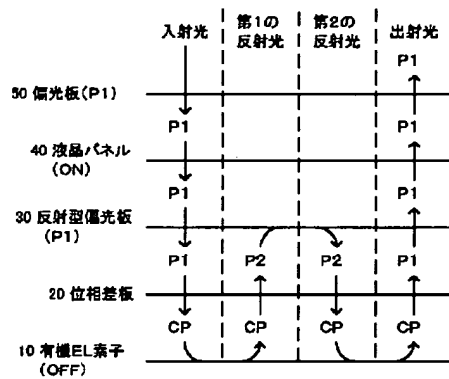 入射光 第1の反射光 第2の反射光 出射光
P1
50 偏光板(P1)
P1 P1
40 液晶パネル
(ON)
P1 P1
30 反射型偏光板
(P1)
P1 P2 P2 P1
20 位相差板
CP CP CP CP
10 有機EL素子
(OFF)